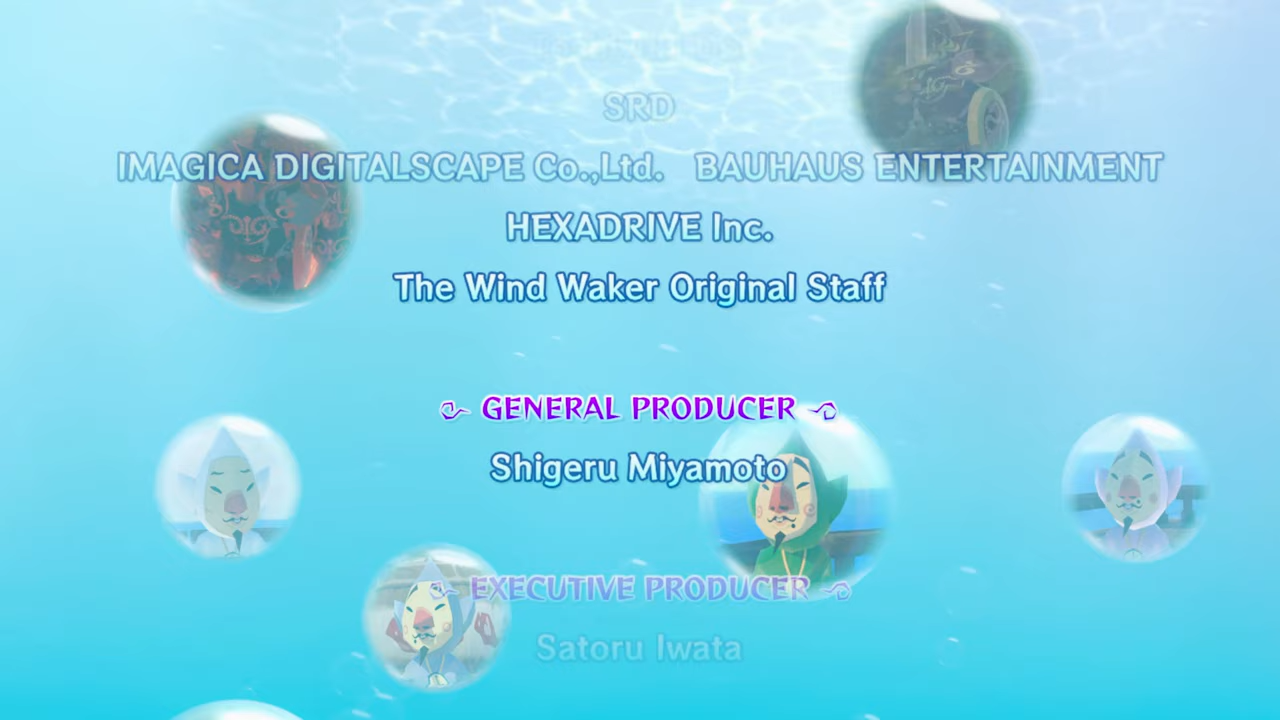 SRD
IMAGICA DIGITALSCAPE Co.,Ltd. BAUHAUS ENTERTAINMENT
HEXADRIVE Inc.
The Wind Waker Original Staff
GENERAL PRODUCER
Shigeru Miyamoto
EXECUTIVE PRODUCER
Satoru Iwata